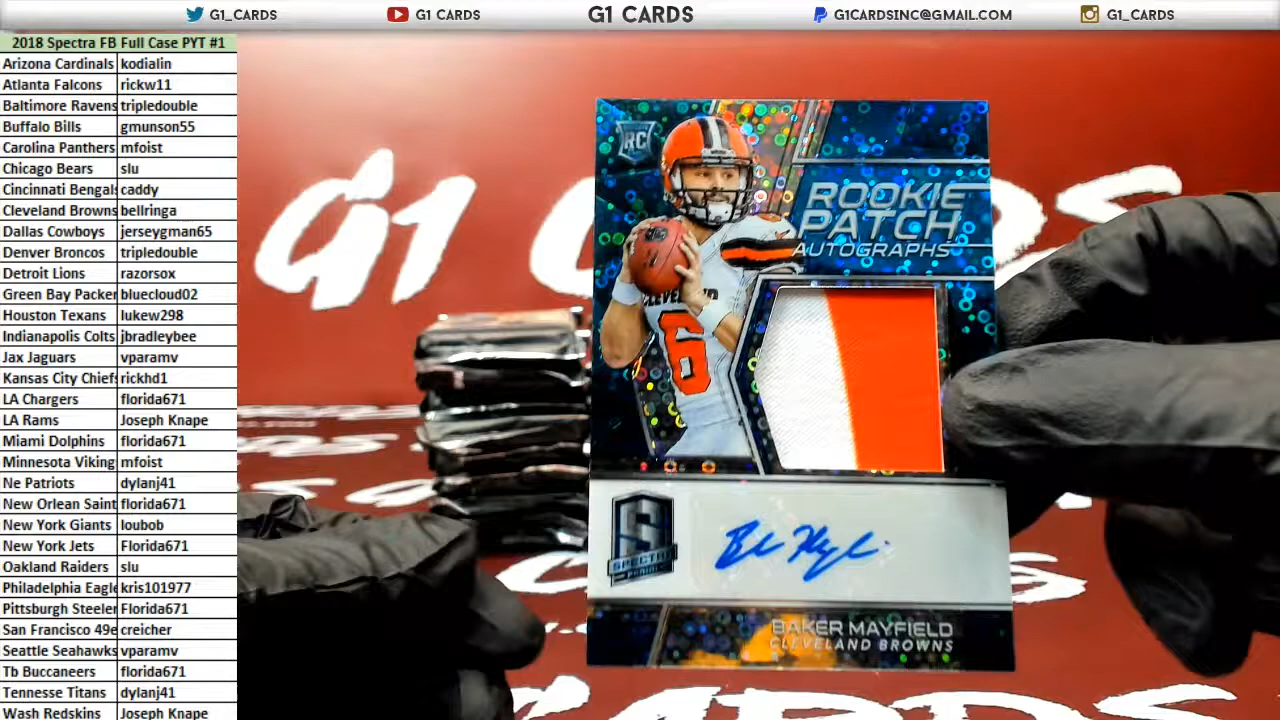 G1_CARDS
G1 CARDS
G1 CARDS
G1CARDSINC@GMAIL.COM
G1_CARDS
2018 Spectra FB Full Case PYT #1
Arizona Cardinals kodialin
Atlanta Falcons rickw11
Baltimore Ravens tripledouble
Buffalo Bills gmunson55
Carolina Panthers mfoist
Chicago Bears slu
Cincinnati Bengals caddy
Cleveland Browns bellringa
Dallas Cowboys jerseygman65
Denver Broncos tripledouble
Detroit Lions razorsox
Green Bay Packer bluecloud02
Houston Texans lukew298
Indianapolis Colts jbradleybee
Jax Jaguars vparamv
Kansas City Chiefs rickhd1
LA Chargers florida671
LA Rams Joseph Knape
Miami Dolphins florida671
Minnesota Viking mfoist
Ne Patriots dylanj41
New Orlean Saint florida671
New York Giants loubob
New York Jets Florida671
Oakland Raiders slu
Philadelphia Eagle kris101977
Pittsburgh Steeler Florida671
San Francisco 49e creicher
Seattle Seahawks vparamv
Tb Buccaneers florida671
Tennesse Titans dylanj41
Wash Redskins Joseph Knape
G1
RC
ROOKIE
PATCH
AUTOGRAPHS
CLEVELAND
6
SPECTRA
PANINI
BAKER MAYFIELD
CLEVELAND BROWNS